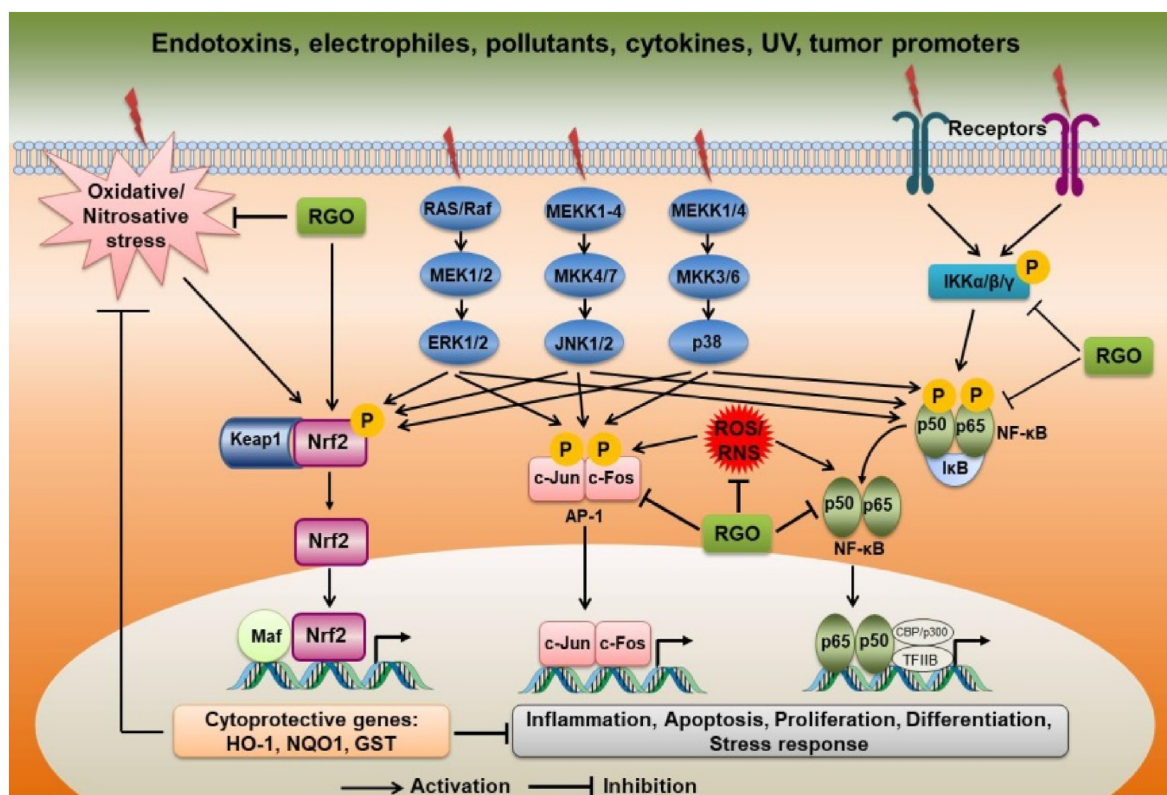 Endotoxins, electrophiles, pollutants, cytokines, UV, tumor promoters
Receptors
Oxidative/
Nitrosative
stress
RGO
RAS/Raf
MEKK1-4
MEKK1/4
MEK1/2
MKK4/7
MKK3/6
ERK1/2
JNK1/2
p38
P
IKKα/β/γ
RGO
P
P
p50
p65
NF-κB
IκB
P
Keap1
Nrf2
P
P
c-Jun
c-Fos
AP-1
ROS/
RNS
RGO
p50
p65
NF-κB
Nrf2
Maf
Nrf2
c-Jun
c-Fos
p65
p50
CBP/p300
TFIIB
Cytoprotective genes:
HO-1, NQO1, GST
Inflammation, Apoptosis, Proliferation, Differentiation,
Stress response
Activation
Inhibition